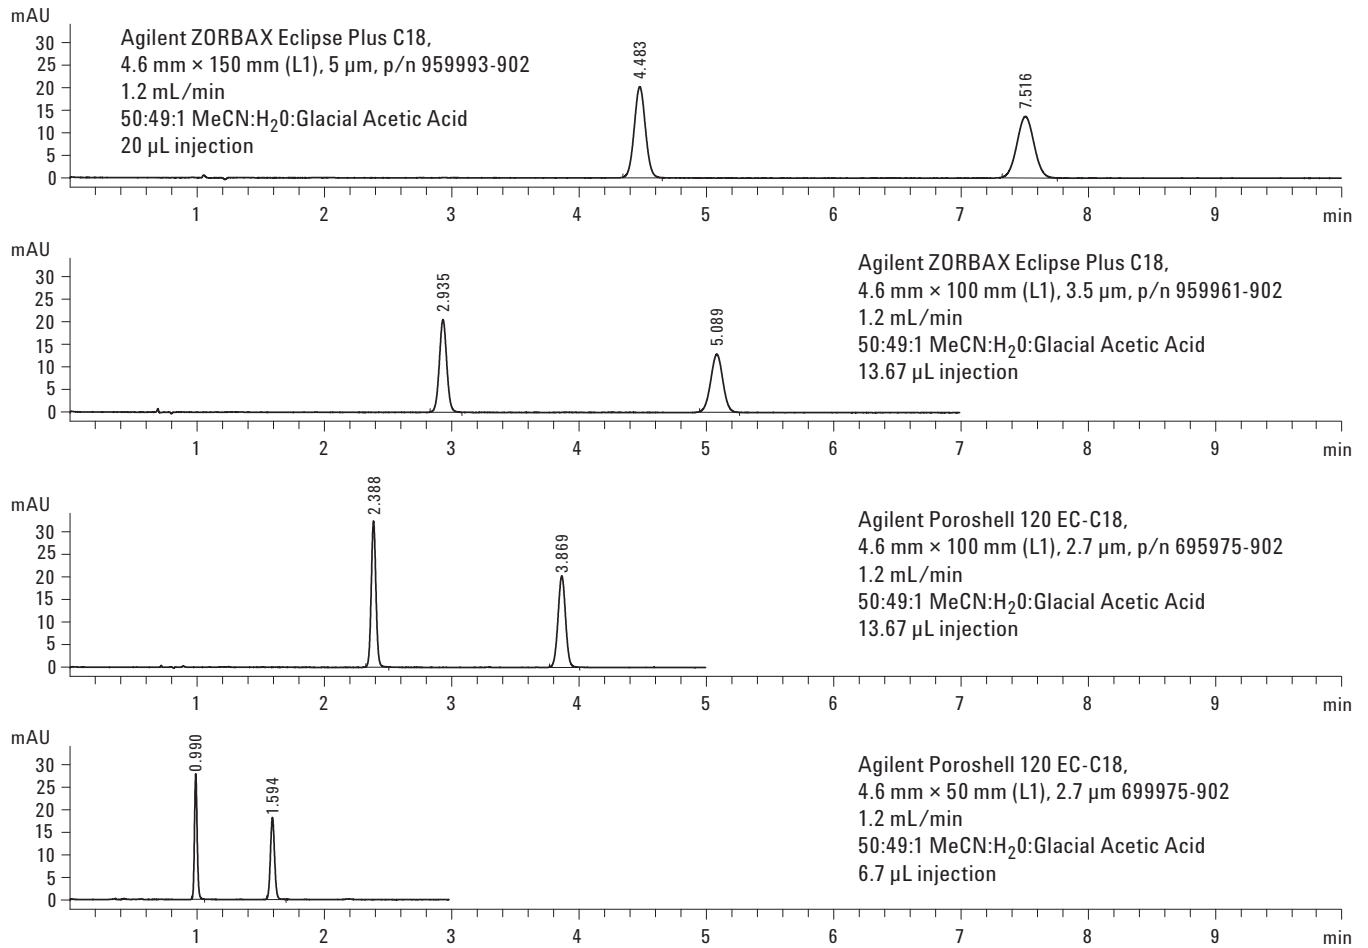 mAU
30
25
20
15
10
5
0
Agilent ZORBAX Eclipse Plus C18,
4.6 mm × 150 mm (L1), 5 µm, p/n 959993-902
1.2 mL/min
50:49:1 MeCN:H₂0:Glacial Acetic Acid
20 µL injection
4.483
7.516
1 2 3 4 5 6 7 8 9 min
mAU
30
25
20
15
10
5
0
2.935
5.089
Agilent ZORBAX Eclipse Plus C18,
4.6 mm × 100 mm (L1), 3.5 µm, p/n 959961-902
1.2 mL/min
50:49:1 MeCN:H₂0:Glacial Acetic Acid
13.67 µL injection
1 2 3 4 5 6 7 8 9 min
mAU
30
25
20
15
10
5
0
2.388
3.869
Agilent Poroshell 120 EC-C18,
4.6 mm × 100 mm (L1), 2.7 µm, p/n 695975-902
1.2 mL/min
50:49:1 MeCN:H₂0:Glacial Acetic Acid
13.67 µL injection
1 2 3 4 5 6 7 8 9 min
mAU
30
25
20
15
10
5
0
0.990
1.594
Agilent Poroshell 120 EC-C18,
4.6 mm × 50 mm (L1), 2.7 µm 699975-902
1.2 mL/min
50:49:1 MeCN:H₂0:Glacial Acetic Acid
6.7 µL injection
1 2 3 4 5 6 7 8 9 min